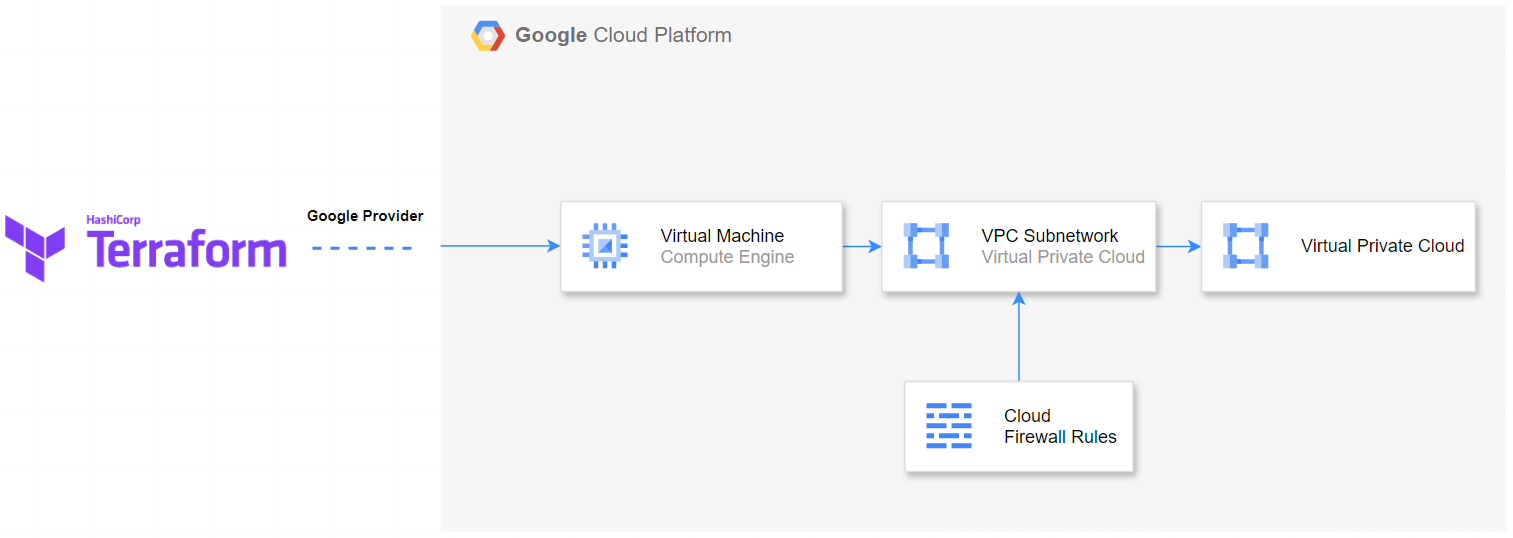 Google Cloud Platform
HashiCorp
Terraform
Google Provider
Virtual Machine
Compute Engine
VPC Subnetwork
Virtual Private Cloud
Virtual Private Cloud
Cloud
Firewall Rules